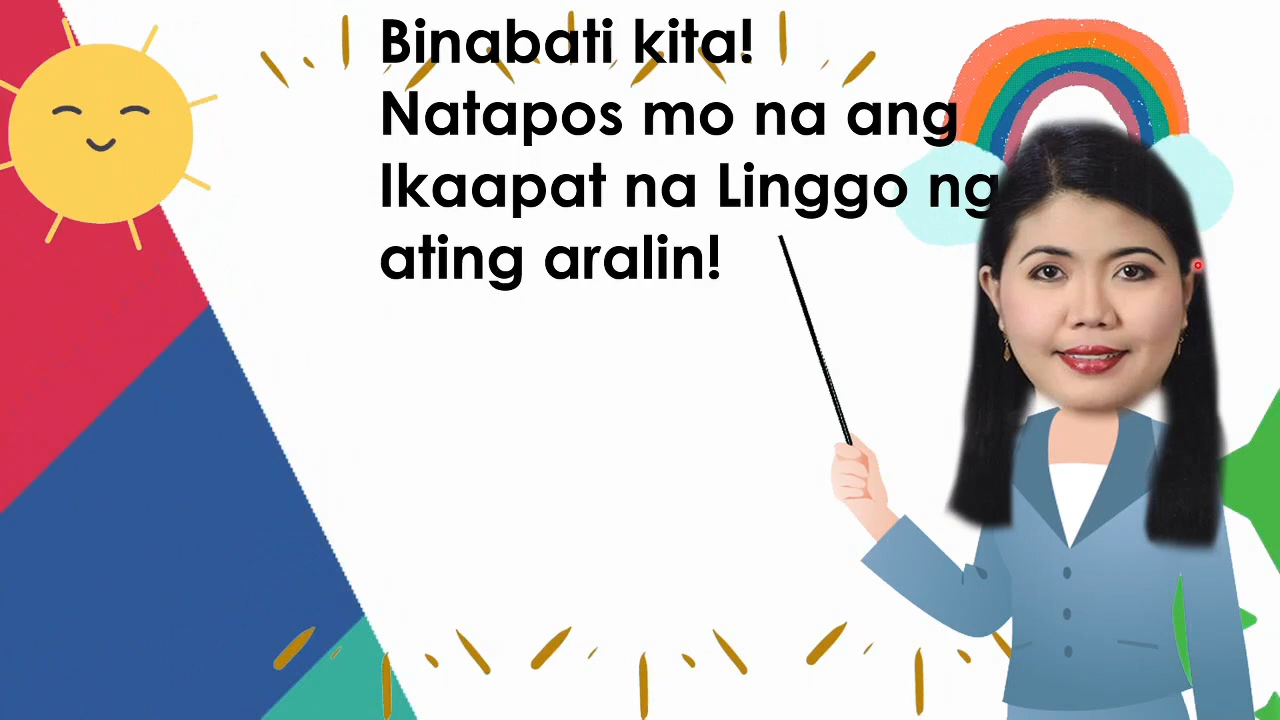 Binabati kita!
Natapos mo na ang
Ikaapat na Linggo ng
ating aralin!